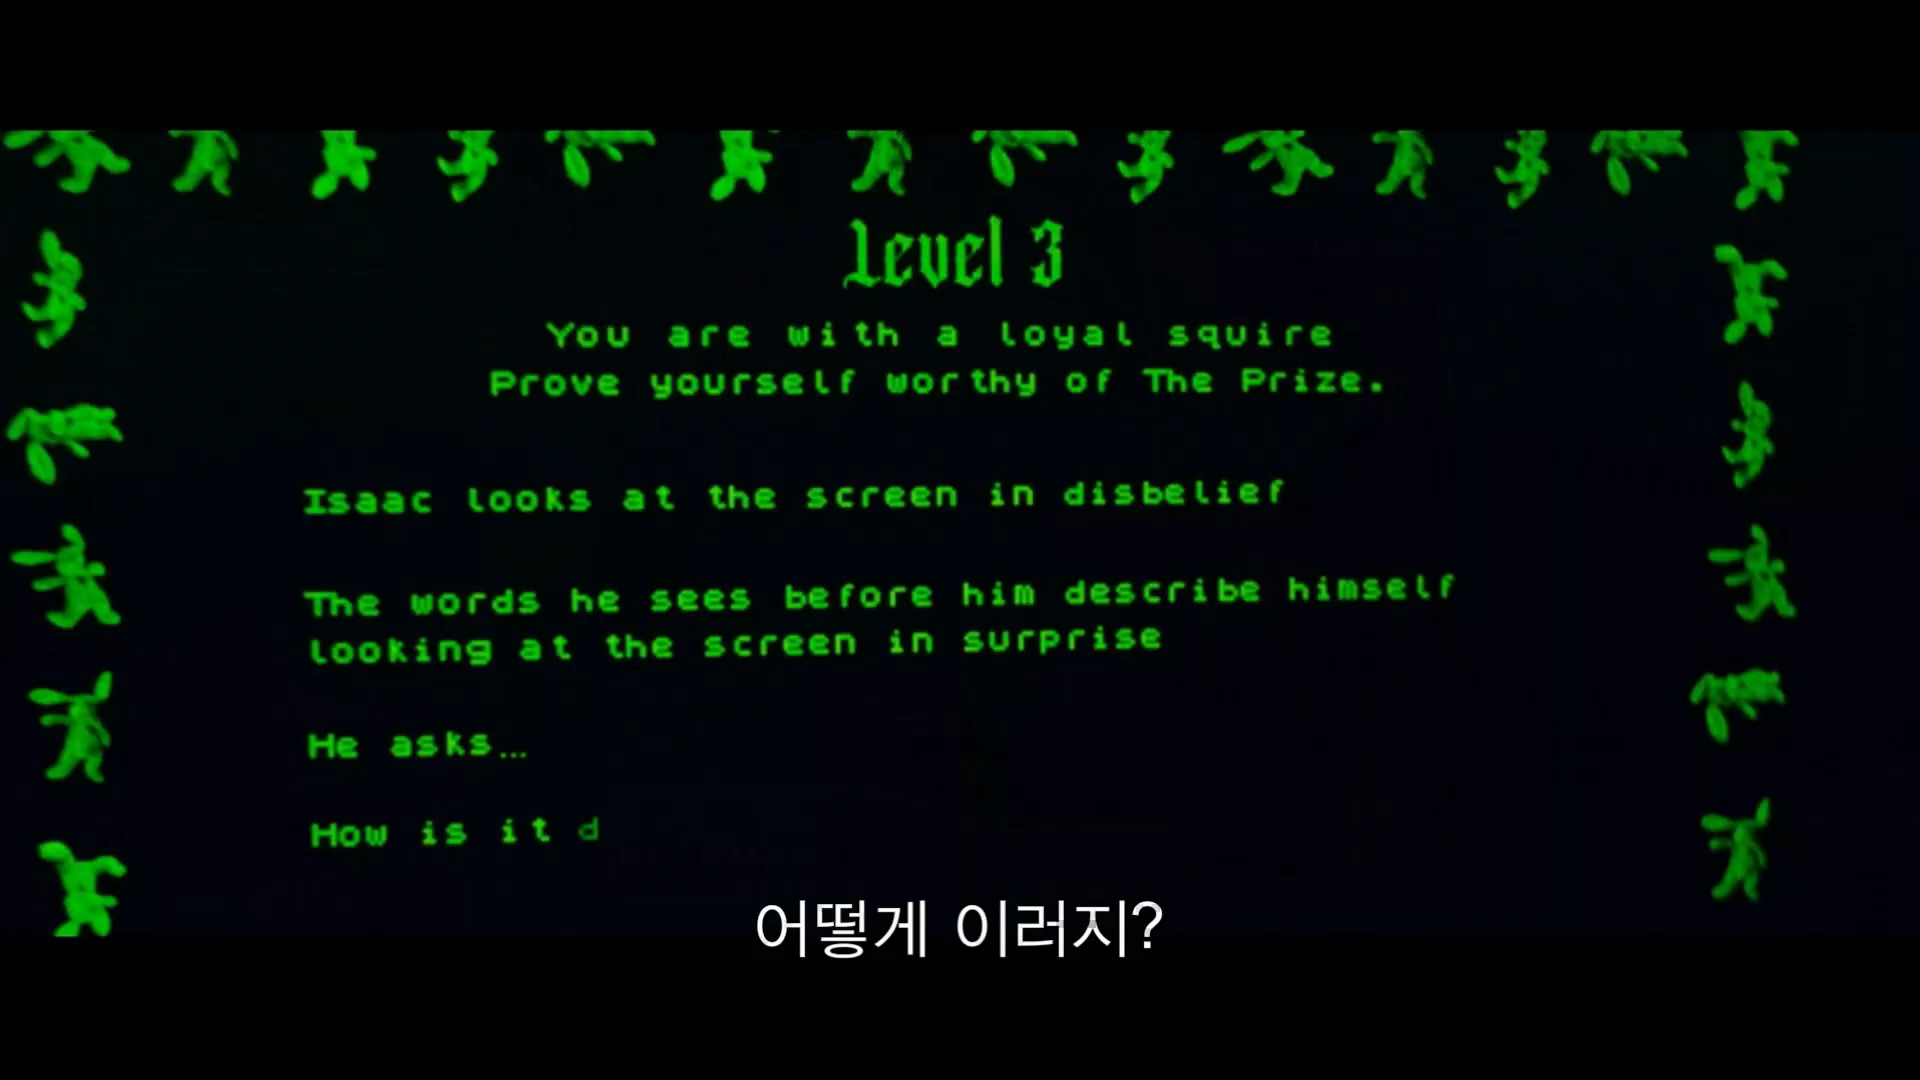 Level 3
You are with a loyal squire
Prove yourself worthy of The Prize.
Isaac looks at the screen in disbelief
The words he sees before him describe himself
looking at the screen in surprise
He asks...
How is it d
어떻게 이러지?